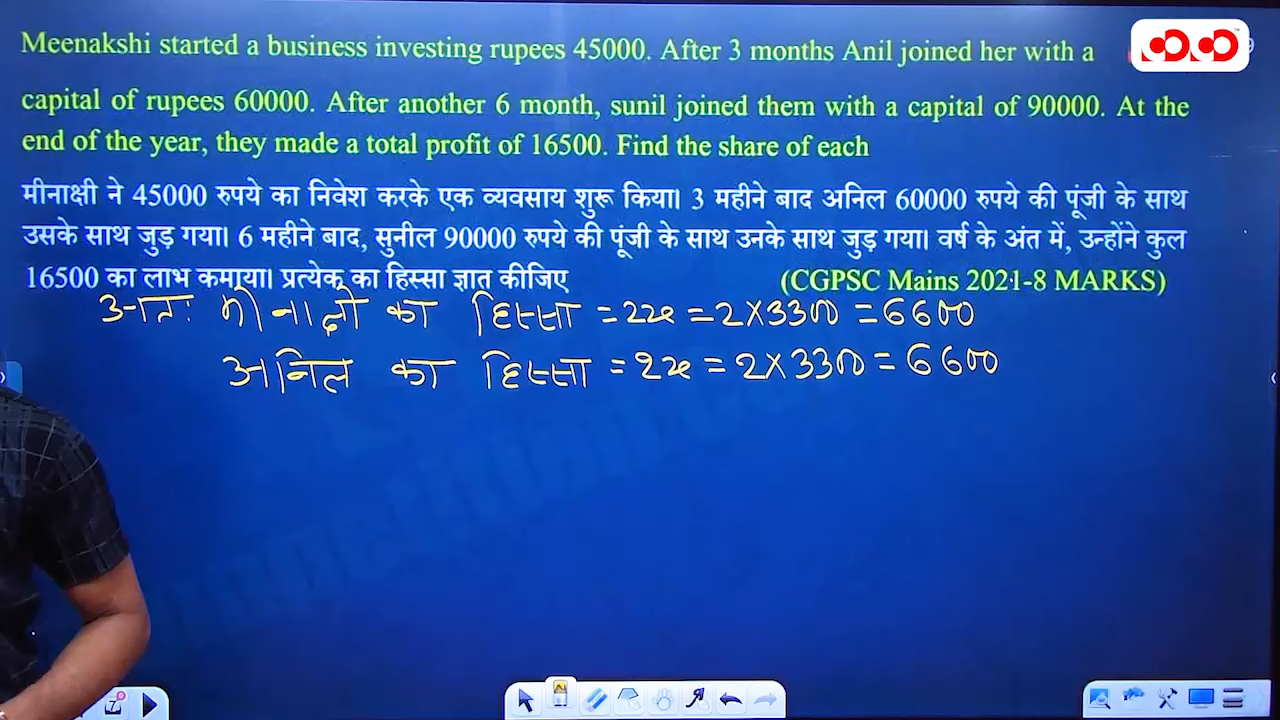 Meenakshi started a business investing rupees 45000. After 3 months Anil joined her with a
capital of rupees 60000. After another 6 month, sunil joined them with a capital of 90000. At the
end of the year, they made a total profit of 16500. Find the share of each
मीनाक्षी ने 45000 रुपये का निवेश करके एक व्यवसाय शुरू किया। 3 महीने बाद अनिल 60000 रुपये की पूंजी के साथ
उसके साथ जुड़ गया। 6 महीने बाद, सुनील 90000 रुपये की पूंजी के साथ उनके साथ जुड़ गया। वर्ष के अंत में, उन्होंने कुल
16500 का लाभ कमाया। प्रत्येक का हिस्सा ज्ञात कीजिए (CGPSC Mains 2021-8 MARKS)
अतः मीनाक्षी का हिस्सा = 2x = 2×3300 = 6600
अनिल का हिस्सा = 2x = 2×3300 = 6600